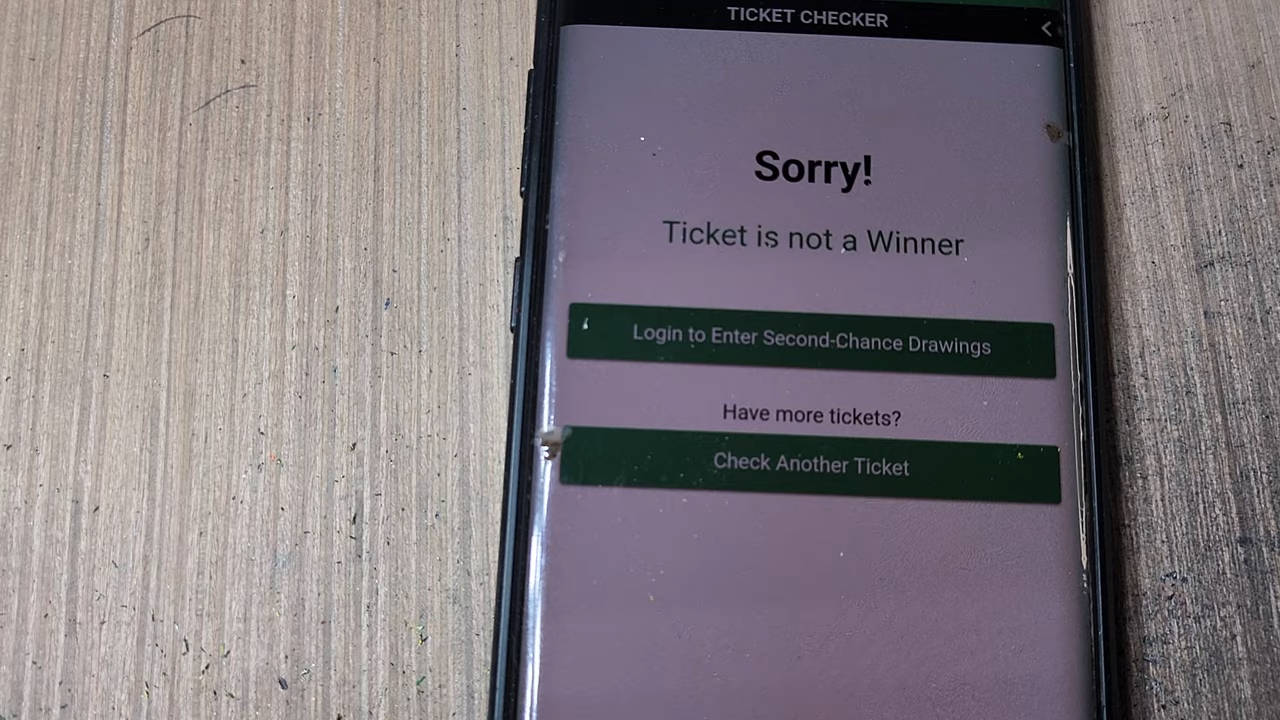 TICKET CHECKER
Sorry!
Ticket is not a Winner
Login to Enter Second-Chance Drawings
Have more tickets?
Check Another Ticket